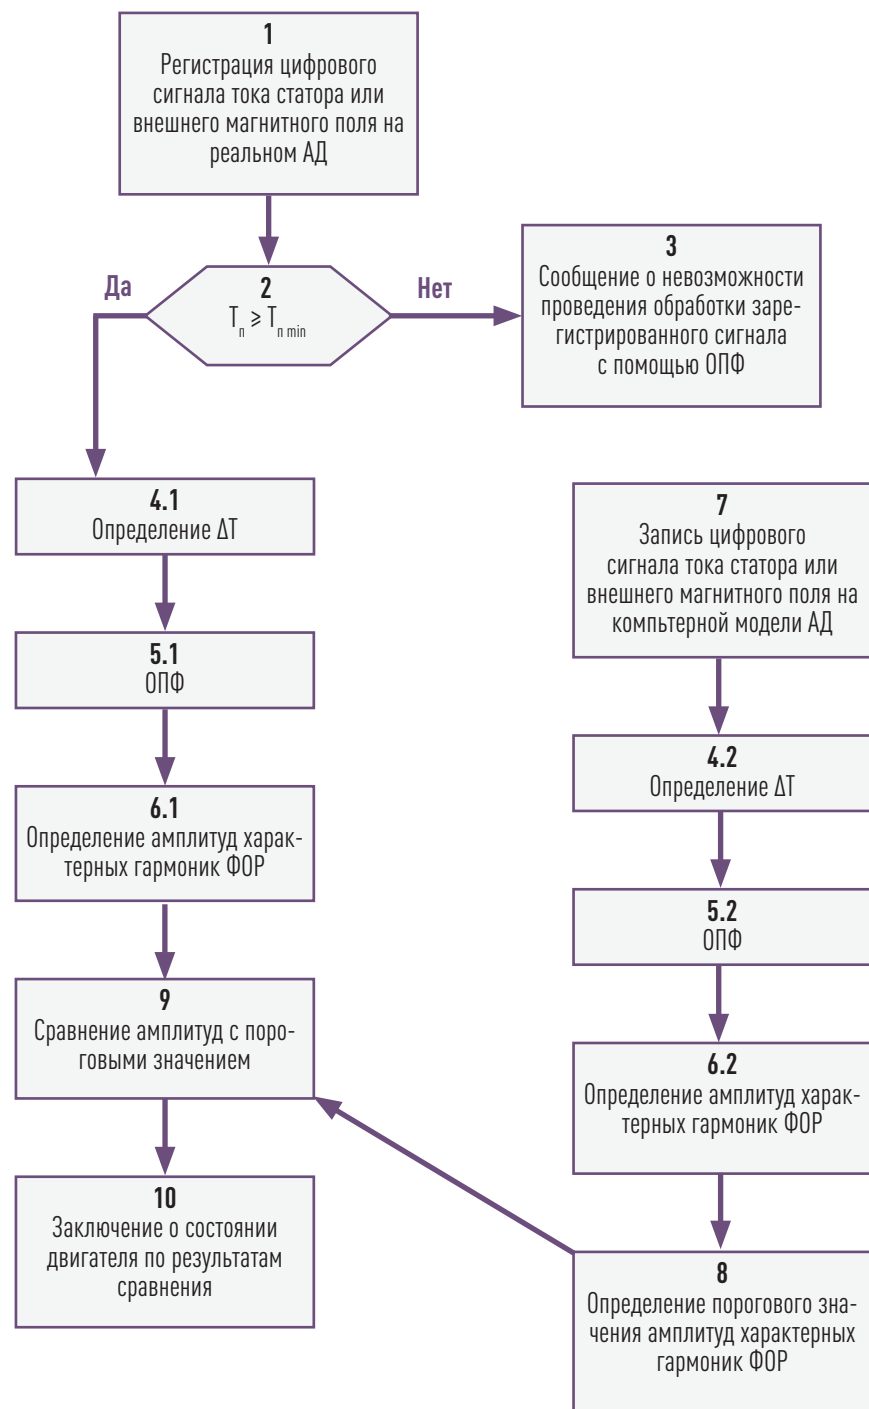 1
Регистрация цифрового
сигнала тока статора или
внешнего магнитного поля на
реальном АД
Да
2
Tп ⩾ Tп min
Нет
3
Сообщение о невозможности
проведения обработки заре-
гистрированного сигнала
с помощью ОПФ
4.1
Определение ΔТ
5.1
ОПФ
6.1
Определение амплитуд харак-
терных гармоник ФОР
9
Сравнение амплитуд с поро-
говыми значением
10
Заключение о состоянии
двигателя по результатам
сравнения
7
Запись цифрового
сигнала тока статора или
внешнего магнитного поля на
компьтерной модели АД
4.2
Определение ΔТ
5.2
ОПФ
6.2
Определение амплитуд харак-
терных гармоник ФОР
8
Определение порогового зна-
чения амплитуд характерных
гармоник ФОР